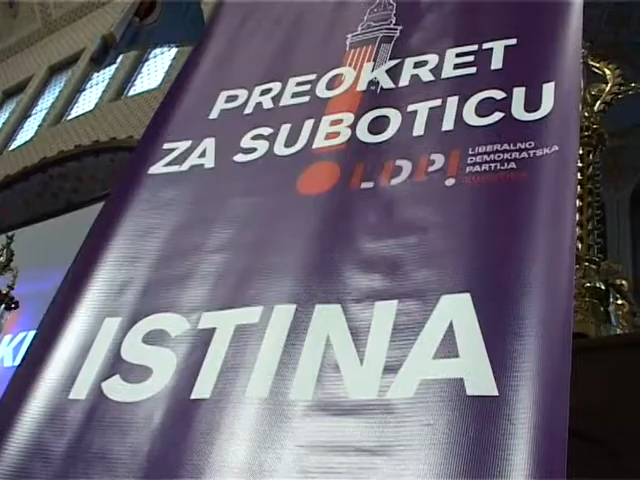 PREOKRET
ZA SUBOTICU
LDP!
LIBERALNO
DEMOKRATSKA
PARTIJA
ISTINA